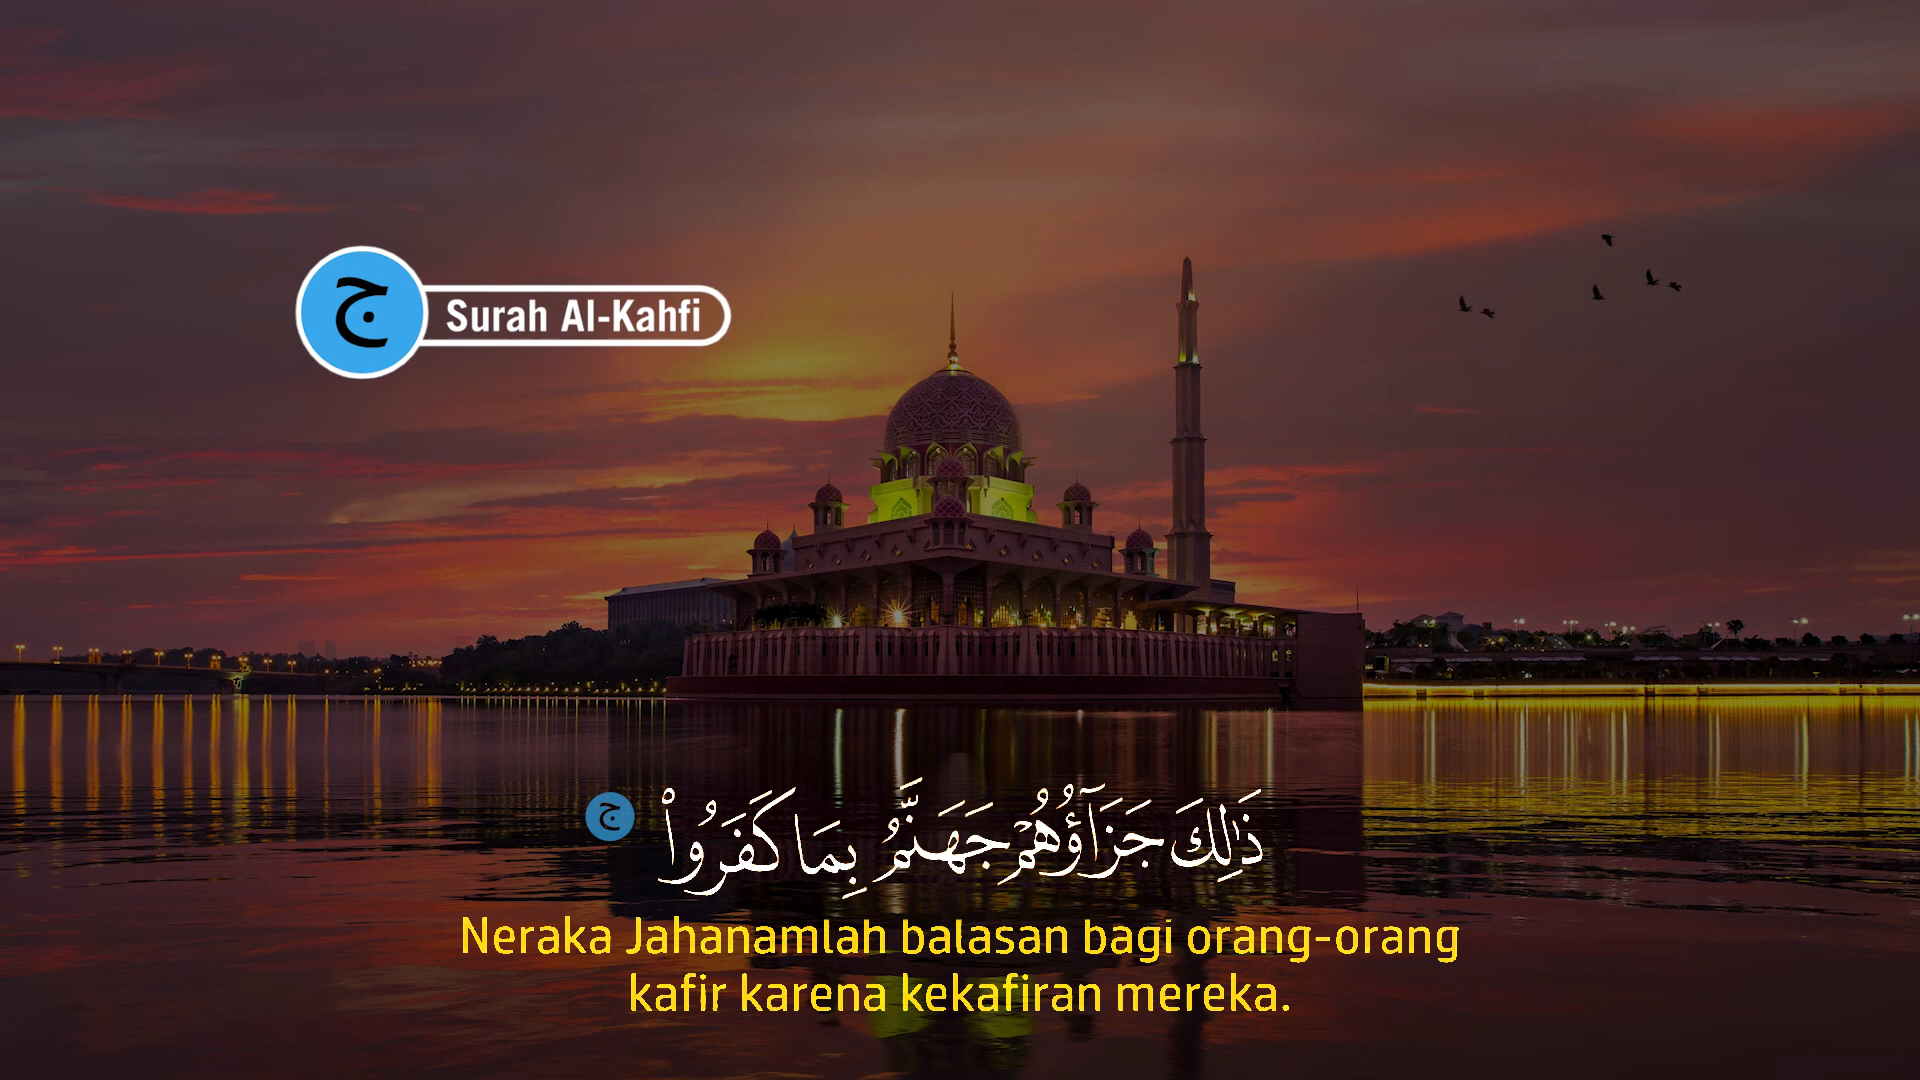 ج
Surah Al-Kahfi
ذَٰلِكَ جَزَآؤُهُمْ جَهَنَّمُ بِمَا كَفَرُوا۟
ج
Neraka Jahanamlah balasan bagi orang-orang
kafir karena kekafiran mereka.